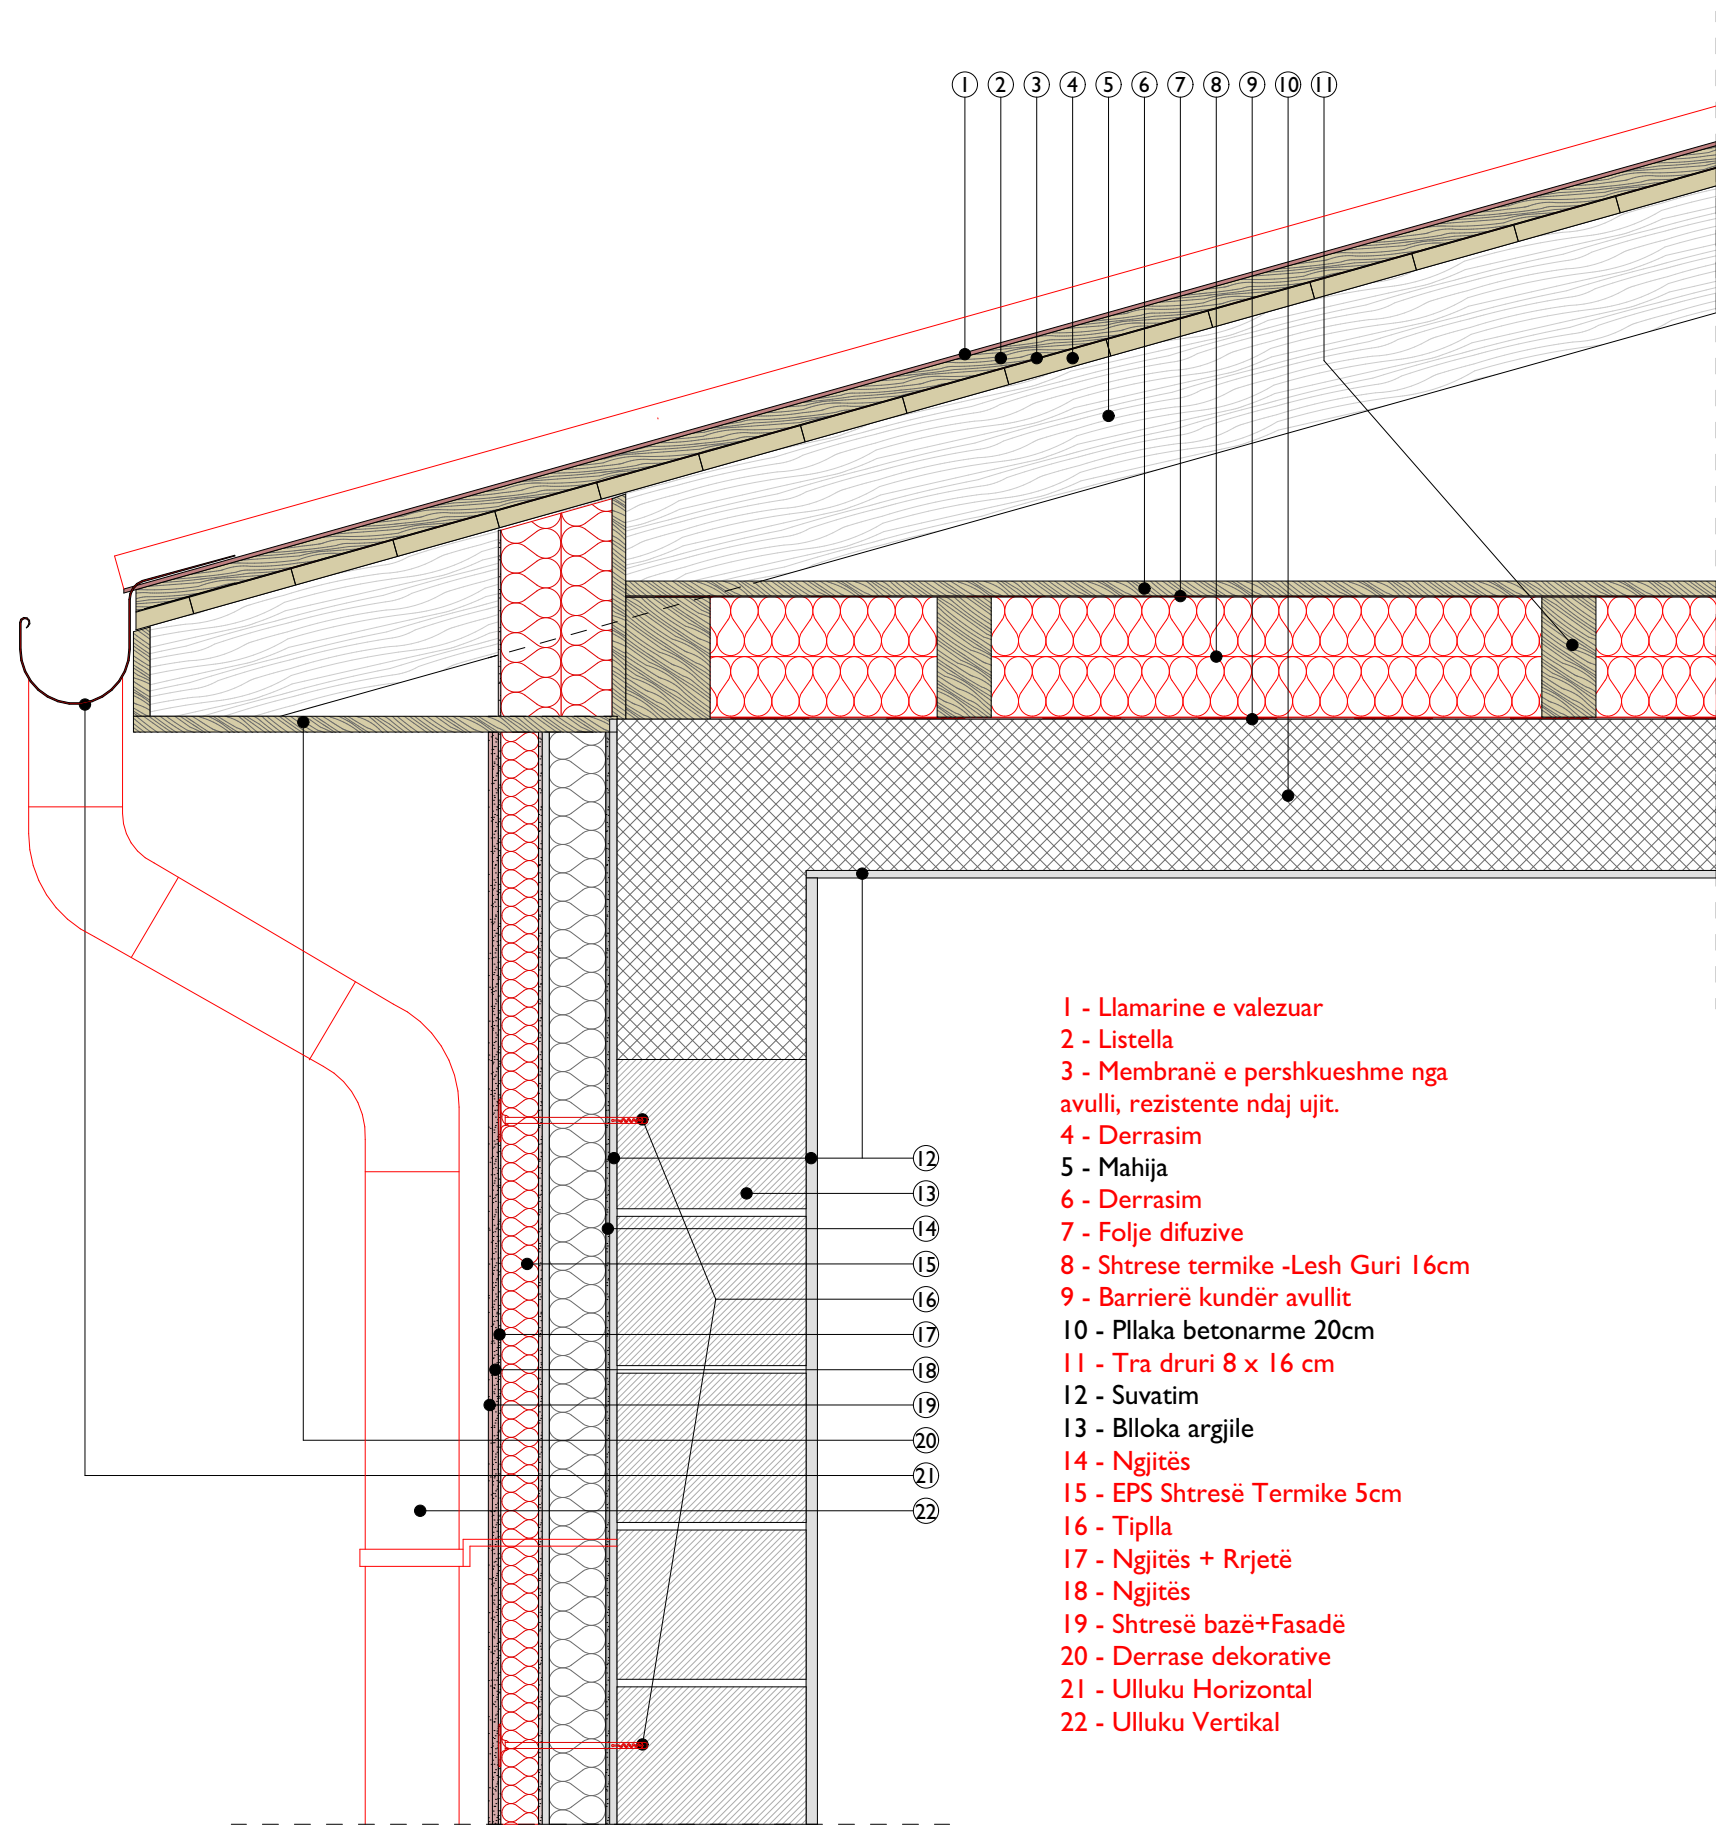 1 2 3 4 5 6 7 8 9 10 11
12
13
14
15
16
17
18
19
20
21
22
1 - Llamarine e valezuar
2 - Listella
3 - Membranë e pershkueshme nga
avulli, rezistente ndaj ujit.
4 - Derrasim
5 - Mahija
6 - Derrasim
7 - Folje difuzive
8 - Shtrese termike -Lesh Guri 16cm
9 - Barrierë kundër avullit
10 - Pllaka betonarme 20cm
11 - Tra druri 8 x 16 cm
12 - Suvatim
13 - Blloka argjile
14 - Ngjitës
15 - EPS Shtresë Termike 5cm
16 - Tiplla
17 - Ngjitës + Rrjetë
18 - Ngjitës
19 - Shtresë bazë+Fasadë
20 - Derrase dekorative
21 - Ulluku Horizontal
22 - Ulluku Vertikal